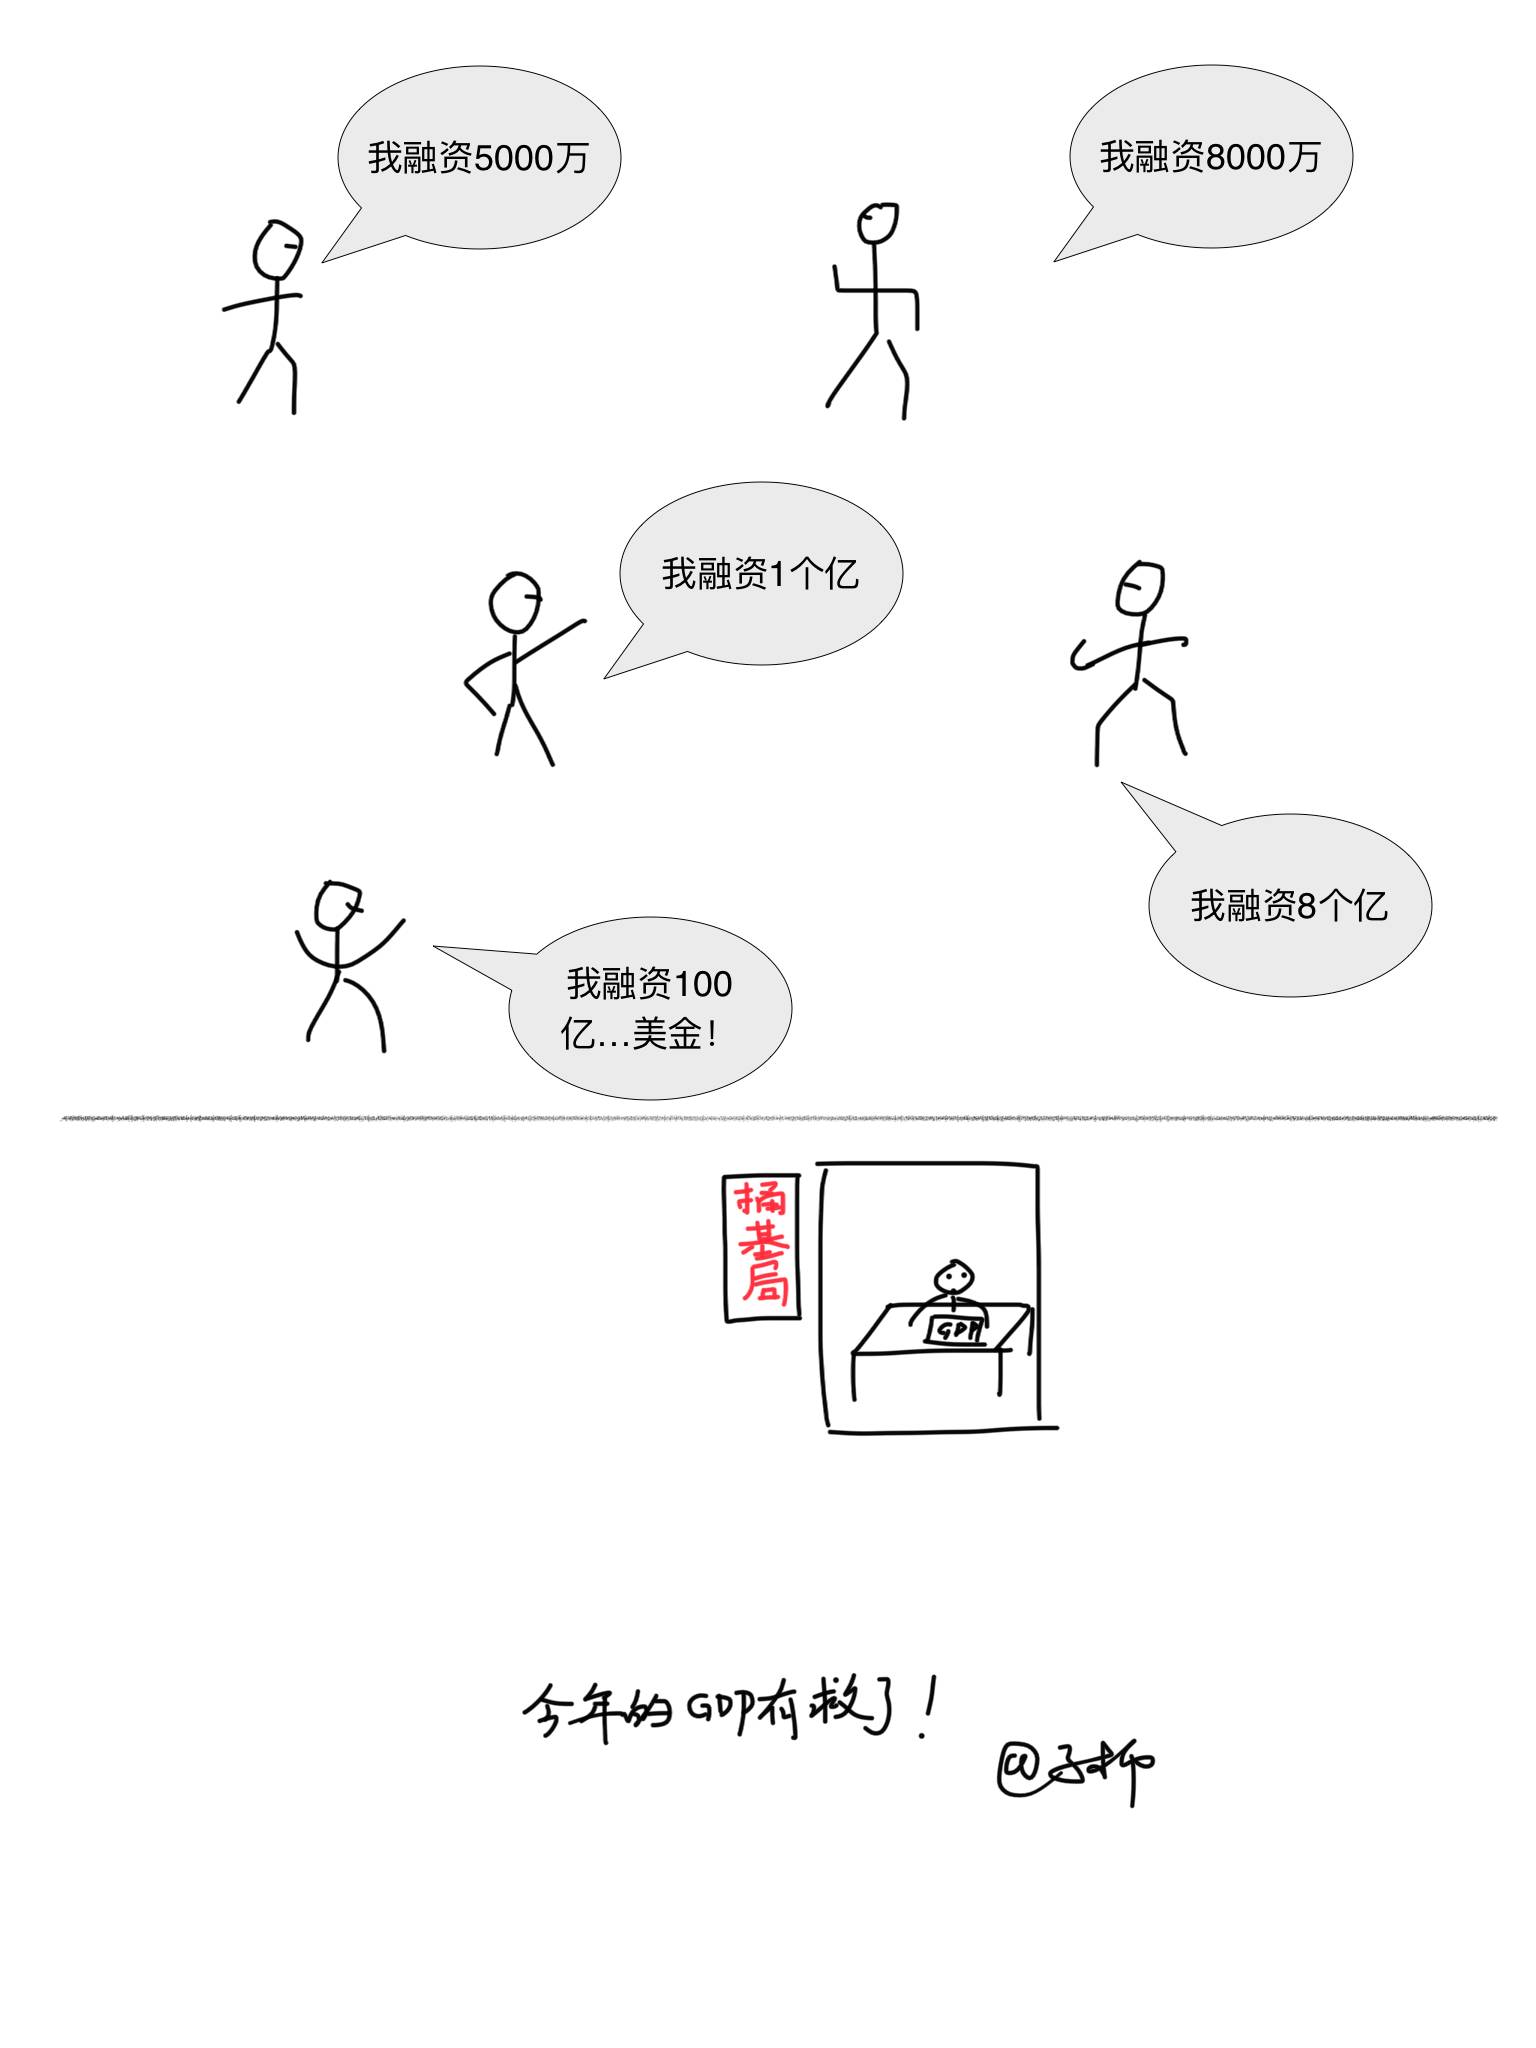 我融资5000万
我融资8000万
我融资1个亿
我融资8个亿
我融资100
亿…美金！
捅基局
GDP
今年的GDP有救了！
@子柳